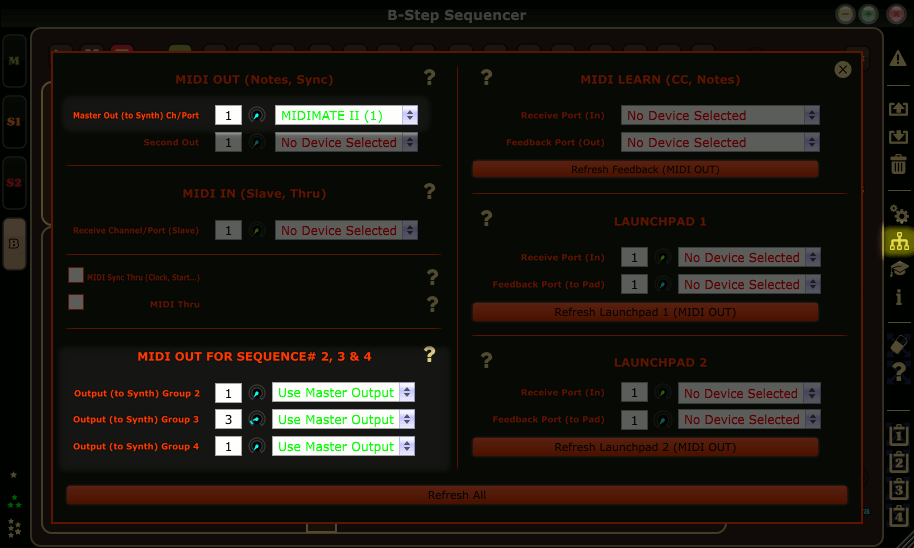 B-Step Sequencer
M
S1
S2
B
MIDI OUT (Notes, Sync)
?
Master Out (to Synth) Ch/Port
1
MIDIMATE II (1)
Second Out
1
No Device Selected
MIDI IN (Slave, Thru)
?
Receive Channel/Port (Slave)
1
No Device Selected
MIDI Sync Thru (Clock, Start...)
?
MIDI Thru
?
MIDI OUT FOR SEQUENCE# 2, 3 & 4
?
Output (to Synth) Group 2
1
Use Master Output
Output (to Synth) Group 3
3
Use Master Output
Output (to Synth) Group 4
1
Use Master Output
?
MIDI LEARN (CC, Notes)
Receive Port (In)
No Device Selected
Feedback Port (Out)
No Device Selected
Refresh Feedback (MIDI OUT)
?
LAUNCHPAD 1
Receive Port (In)
1
No Device Selected
Feedback Port (to Pad)
1
No Device Selected
Refresh Launchpad 1 (MIDI OUT)
?
LAUNCHPAD 2
Receive Port (In)
1
No Device Selected
Feedback Port (to Pad)
1
No Device Selected
Refresh Launchpad 2 (MIDI OUT)
Refresh All
i
?
1
2
3
4